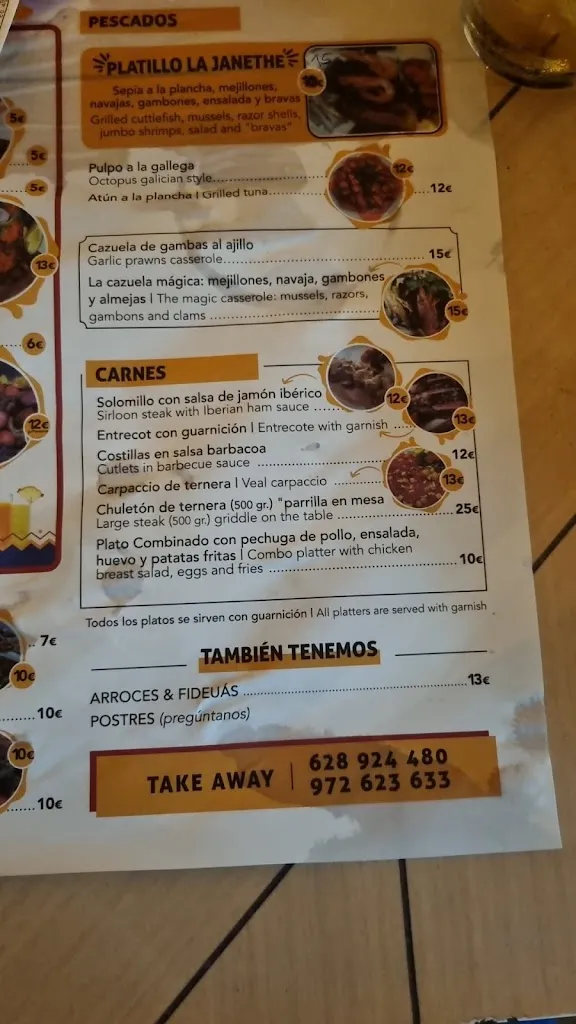 PESCADOS
PLATILLO LA JANETHE
15
Sepia a la plancha, mejillones,
navajas, gambones, ensalada y bravas
Grilled cuttlefish, mussels, razor shells,
jumbo shrimps, salad and "bravas"
Pulpo a la gallega
Octopus galician style 12€
Atún a la plancha | Grilled tuna 12€
Cazuela de gambas al ajillo
Garlic prawns casserole 15€
La cazuela mágica: mejillones, navaja, gambones
y almejas | The magic casserole: mussels, razors,
gambons and clams 15€
CARNES
Solomillo con salsa de jamón ibérico
Sirloin steak with Iberian ham sauce 12€
Entrecot con guarnición | Entrecote with garnish 13€
Costillas en salsa barbacoa
Cutlets in barbecue sauce 12€
Carpaccio de ternera | Veal carpaccio 13€
Chuletón de ternera (500 gr.) "parrilla en mesa
Large steak (500 gr.) griddle on the table 25€
Plato Combinado con pechuga de pollo, ensalada,
huevo y patatas fritas | Combo platter with chicken
breast salad, eggs and fries 10€
Todos los platos se sirven con guarnición | All platters are served with garnish
TAMBIÉN TENEMOS
ARROCES & FIDEUÁS 13€
POSTRES (pregúntanos)
TAKE AWAY | 628 924 480
972 623 633
5€
5€
5€
13€
6€
12€
7€
10€
10€
10€
10€